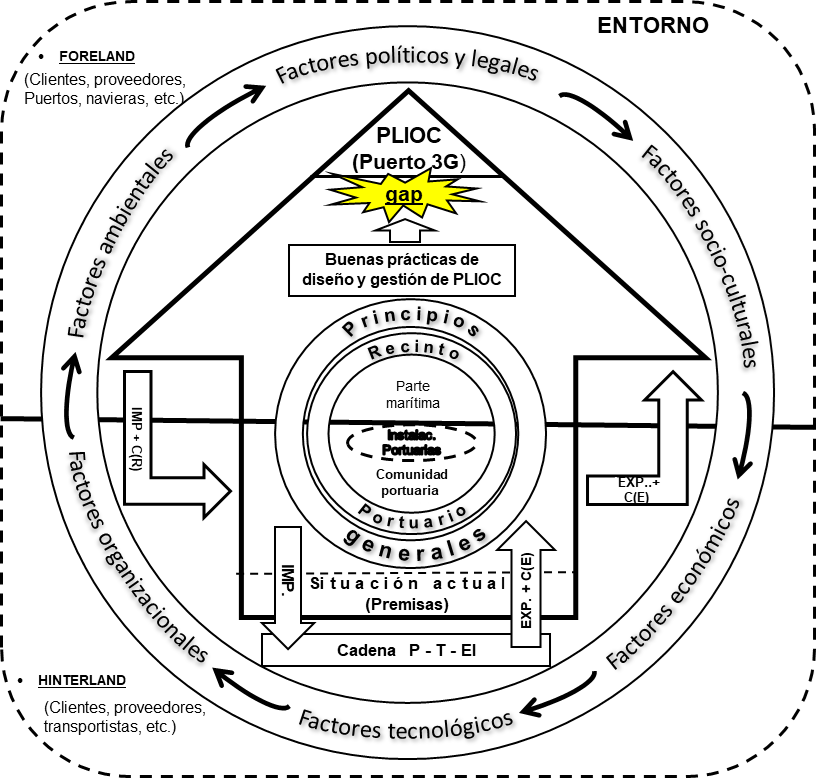 ENTORNO
• FORELAND
(Clientes, proveedores,
Puertos, navieras, etc.)
Factores políticos y legales
Factores socio-culturales
Factores económicos
Factores tecnológicos
Factores organizacionales
Factores ambientales
PLIOC
(Puerto 3G)
gap
Buenas prácticas de
diseño y gestión de PLIOC
Principios
Recinto
Parte
marítima
Instalac.
Portuarias
Comunidad
portuaria
Portuario
generales
IMP + C(R)
EXP..+
C(E)
IMP.
EXP. + C(E)
Situación actual
(Premisas)
Cadena P - T - EI
• HINTERLAND
(Clientes, proveedores,
transportistas, etc.)